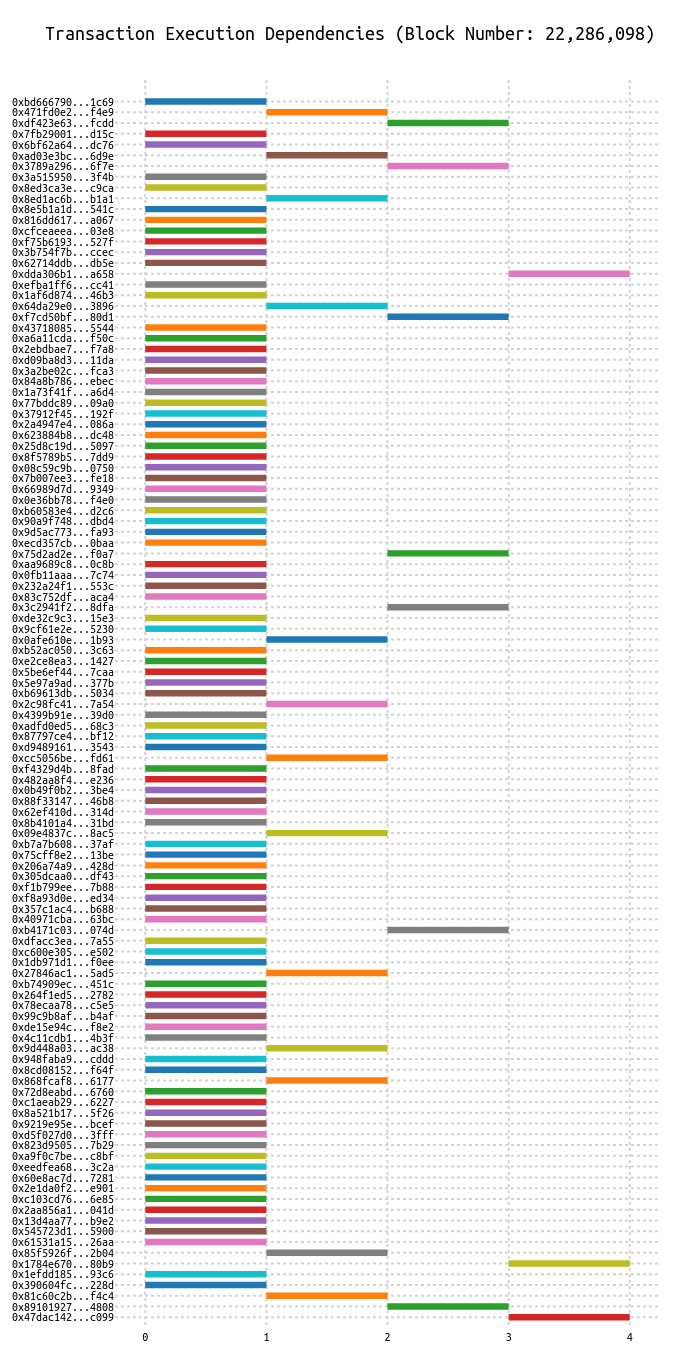 Transaction Execution Dependencies (Block Number: 22,286,098)
0xbd666790...1c69
0x471fd0e2...f4e9
0xdf423e63...fcdd
0x7fb29001...d15c
0x6bf62a64...dc76
0xad03e3bc...6d9e
0x3789a296...6f7e
0x3a515950...3f4b
0x8ed3ca3e...c9ca
0x8ed1ac6b...b1a1
0x8e5b1a1d...541c
0x816dd617...a067
0xcfceaeea...03e8
0xf75b6193...527f
0x3b754f7b...ccec
0x62714ddb...db5e
0xdda306b1...a658
0xefba1ff6...cc41
0x1af6d874...46b3
0x64da29e0...3896
0xf7cd50bf...80d1
0x43718085...5544
0xa6a11cda...f50c
0x2ebdbae7...f7a8
0xd09ba8d3...11da
0x3a2be02c...fca3
0x84a8b786...ebec
0x1a73f41f...a6d4
0x77bddc89...09a0
0x37912f45...192f
0x2a4947e4...086a
0x623884b8...dc48
0x25d8c19d...5097
0x8f5789b5...7dd9
0x08c59c9b...0750
0x7b007ee3...fe18
0x66989d7d...9349
0x0e36bb78...f4e0
0xb60583e4...d2c6
0x90a9f748...dbd4
0x9d5ac773...fa93
0xecd357cb...0baa
0x75d2ad2e...f0a7
0xaa9689c8...0c8b
0x0fb11aaa...7c74
0x232a24f1...553c
0x83c752df...aca4
0x3c2941f2...8dfa
0xde32c9c3...15e3
0x9cf61e2e...5230
0x0afe610e...1b93
0xb52ac050...3c63
0xe2ce8ea3...1427
0x5be6ef44...7caa
0x5e97a9ad...377b
0xb69613db...5034
0x2c98fc41...7a54
0x4399b91e...39d0
0xadfd0ed5...68c3
0x87797ce4...bf12
0xd9489161...3543
0xcc5056be...fd61
0xf4329d4b...8fad
0x482aa8f4...e236
0x0b49f0b2...3be4
0x88f33147...46b8
0x62ef410d...314d
0x8b4101a4...31bd
0x09e4837c...8ac5
0xb7a7b608...37af
0x75cff8e2...13be
0x206a74a9...428d
0x305dcaa0...df43
0xf1b799ee...7b88
0xf8a93d0e...ed34
0x357c1ac4...b688
0x40971cba...63bc
0xb4171c03...074d
0xdfacc3ea...7a55
0xc600e305...e502
0x1db971d1...f0ee
0x27846ac1...5ad5
0xb74909ec...451c
0x264f1ed5...2782
0x78ecaa78...c5e5
0x99c9b8af...b4af
0xde15e94c...f8e2
0x4c11cdb1...4b3f
0x9d448a03...ac38
0x948faba9...cddd
0x8cd08152...f64f
0x868fcaf8...6177
0x72d8eabd...6760
0xc1aeab29...6227
0x8a521b17...5f26
0x9219e95e...bcef
0xd5f027d0...3fff
0x823d9505...7b29
0xa9f0c7be...c8bf
0xeedfea68...3c2a
0x60e8ac7d...7281
0x2e1da0f2...e901
0xc103cd76...6e85
0x2aa856a1...041d
0x13d4aa77...b9e2
0x545723d1...5900
0x61531a15...26aa
0x85f5926f...2b04
0x1784e670...80b9
0x1efdd185...93c6
0x390604fc...228d
0x81c60c2b...f4c4
0x89101927...4808
0x47dac142...c099
0 1 2 3 4